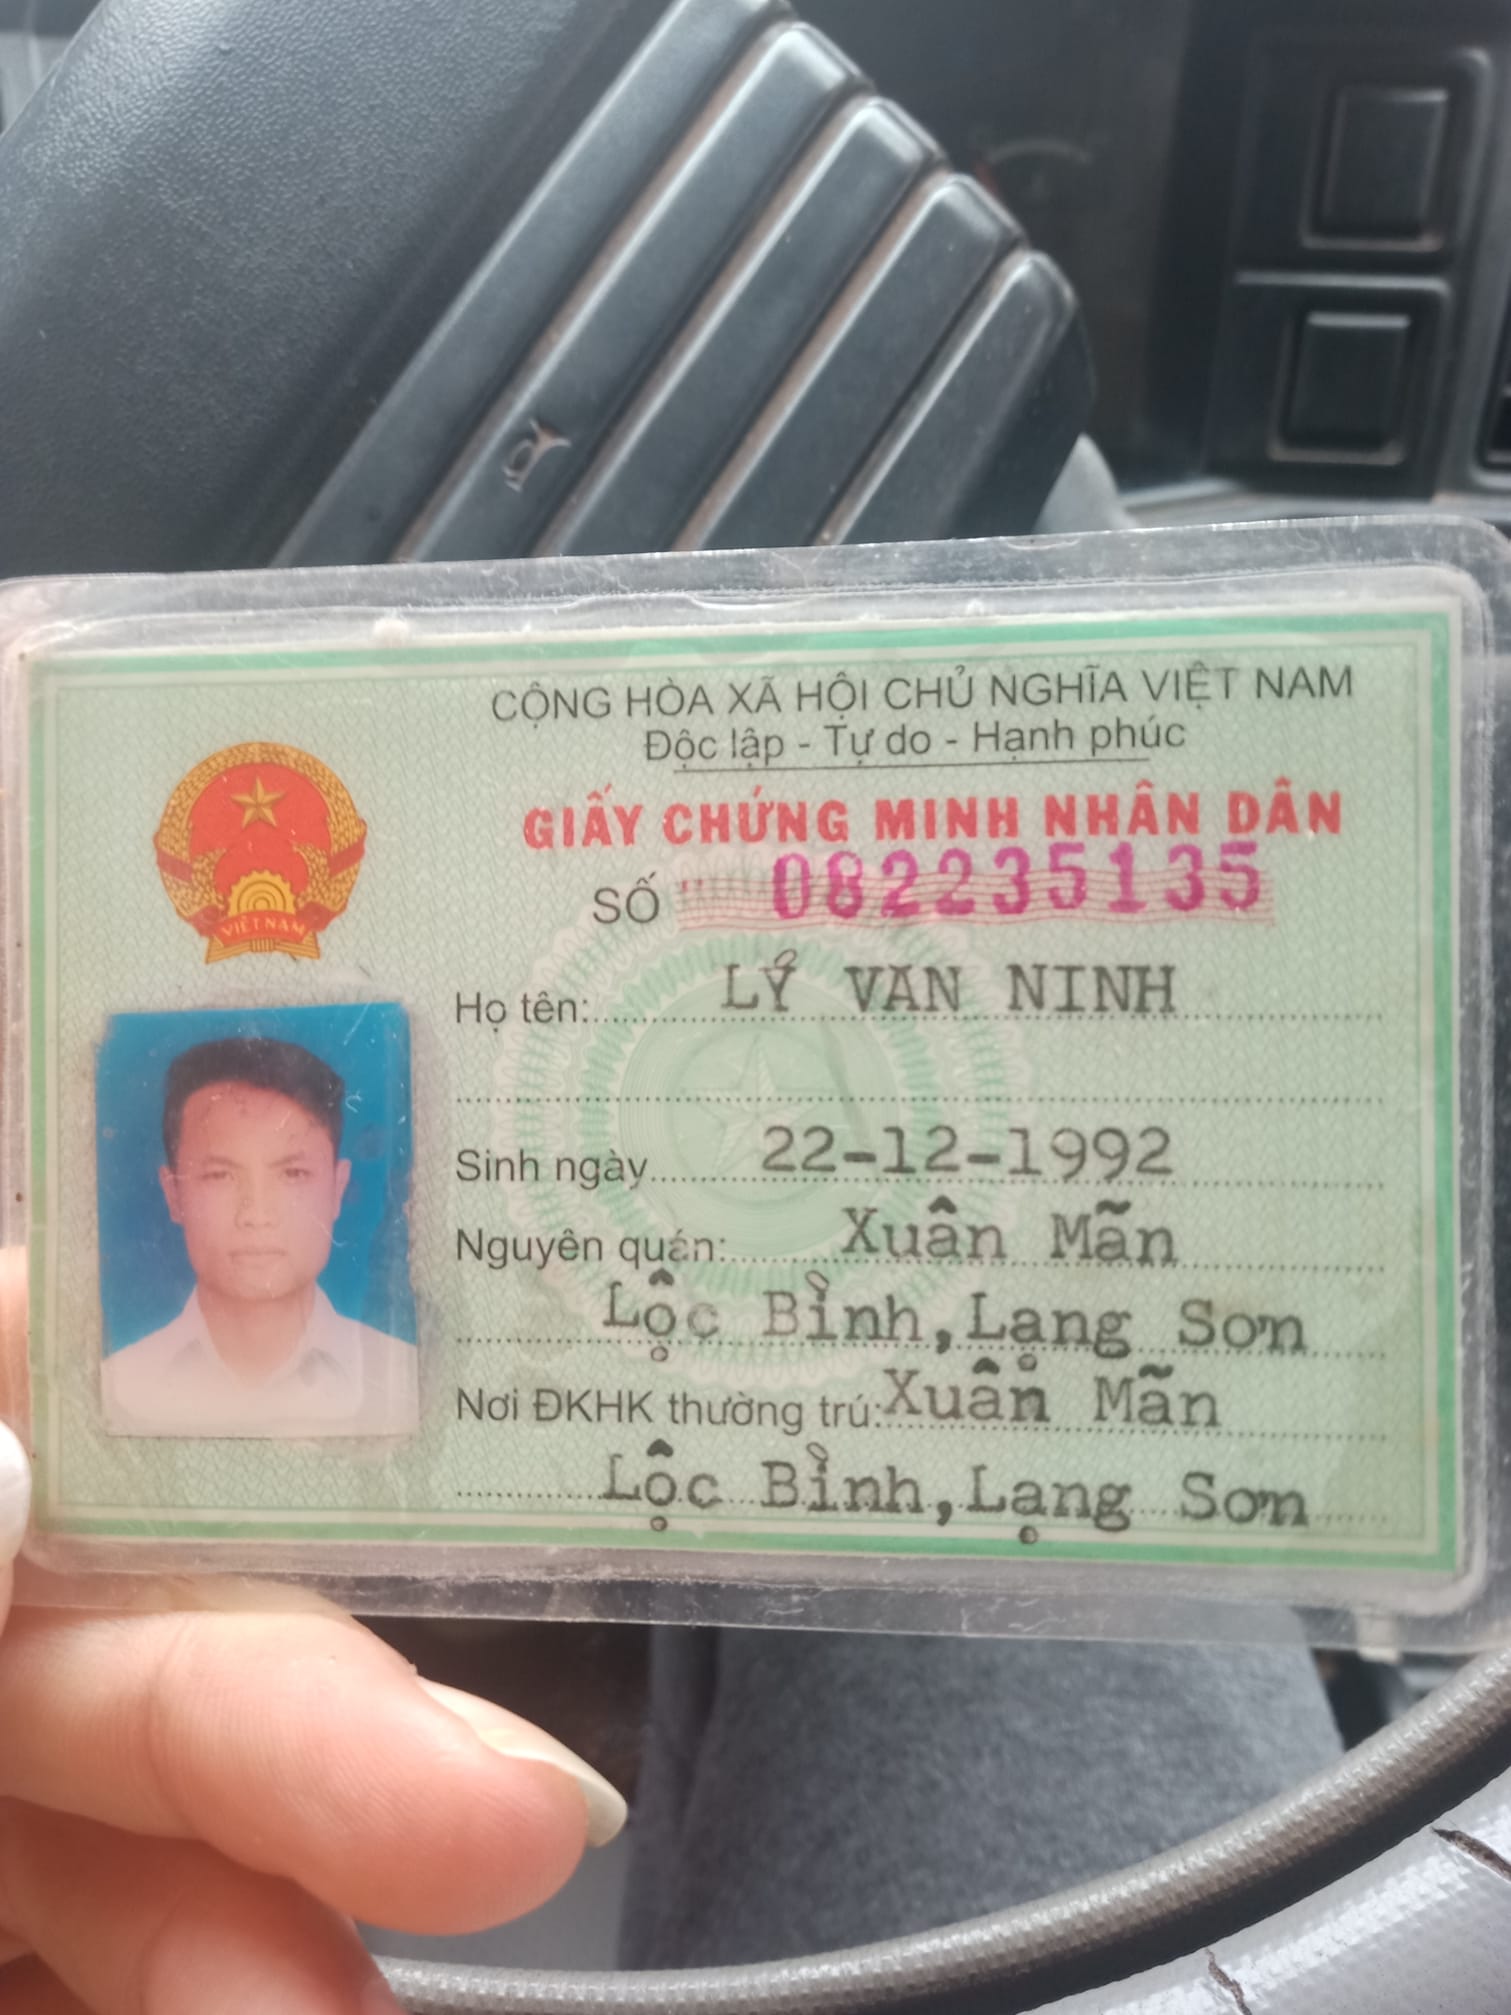 CỘNG HÒA XÃ HỘI CHỦ NGHĨA VIỆT NAM
Độc lập - Tự do - Hạnh phúc
GIẤY CHỨNG MINH NHÂN DÂN
SỐ 082235135
VIỆT NAM
Họ tên: LÝ VAN NINH
Sinh ngày 22-12-1992
Nguyên quán: Xuân Mãn
Lộc Bình, Lạng Sơn
Nơi ĐKHK thường trú: Xuân Mãn
Lộc Bình, Lạng Sơn